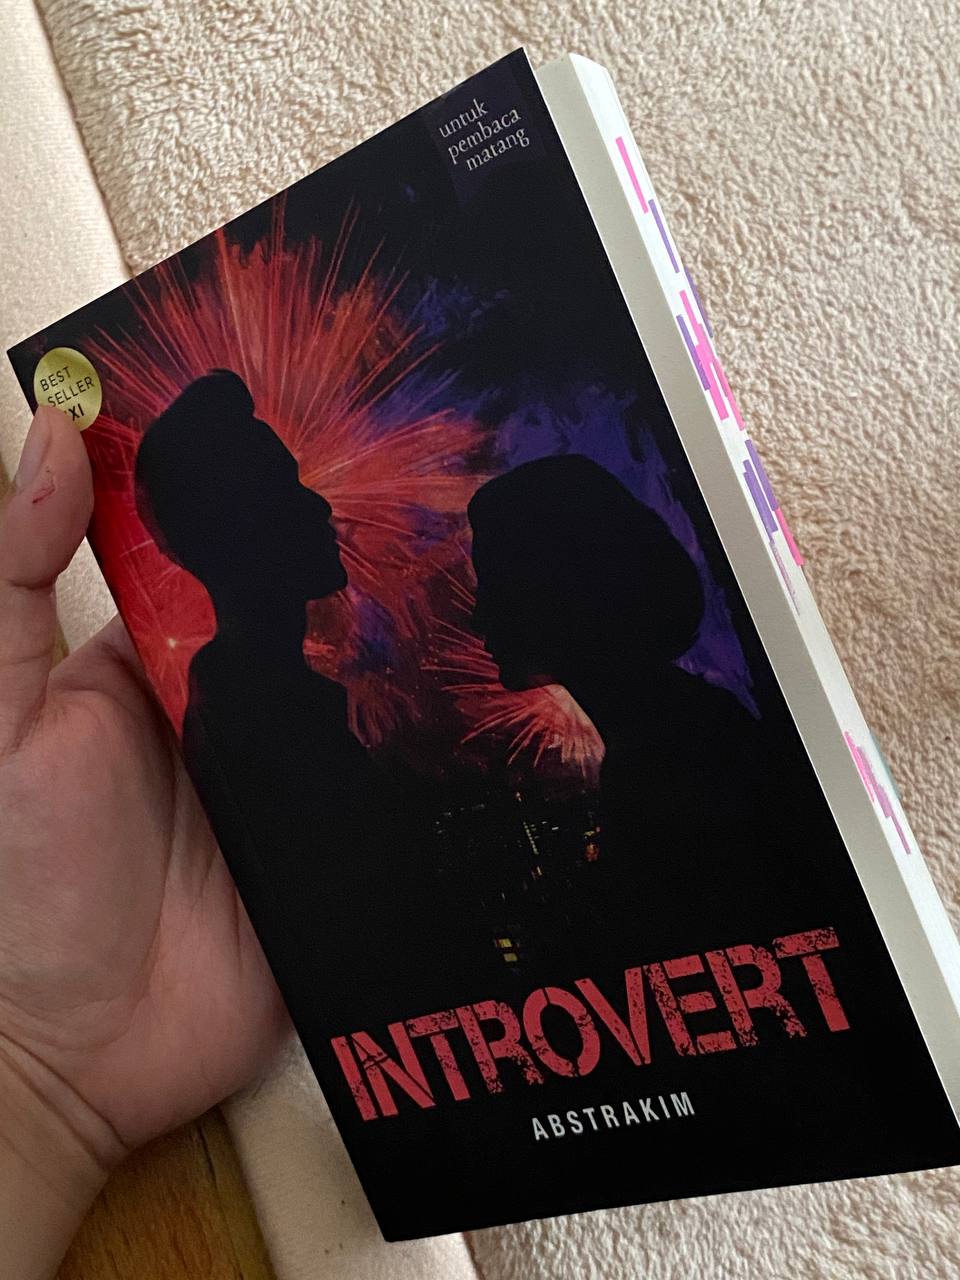 untuk
pembaca
matang
BEST
SELLER
INTROVERT
ABSTRAKIM